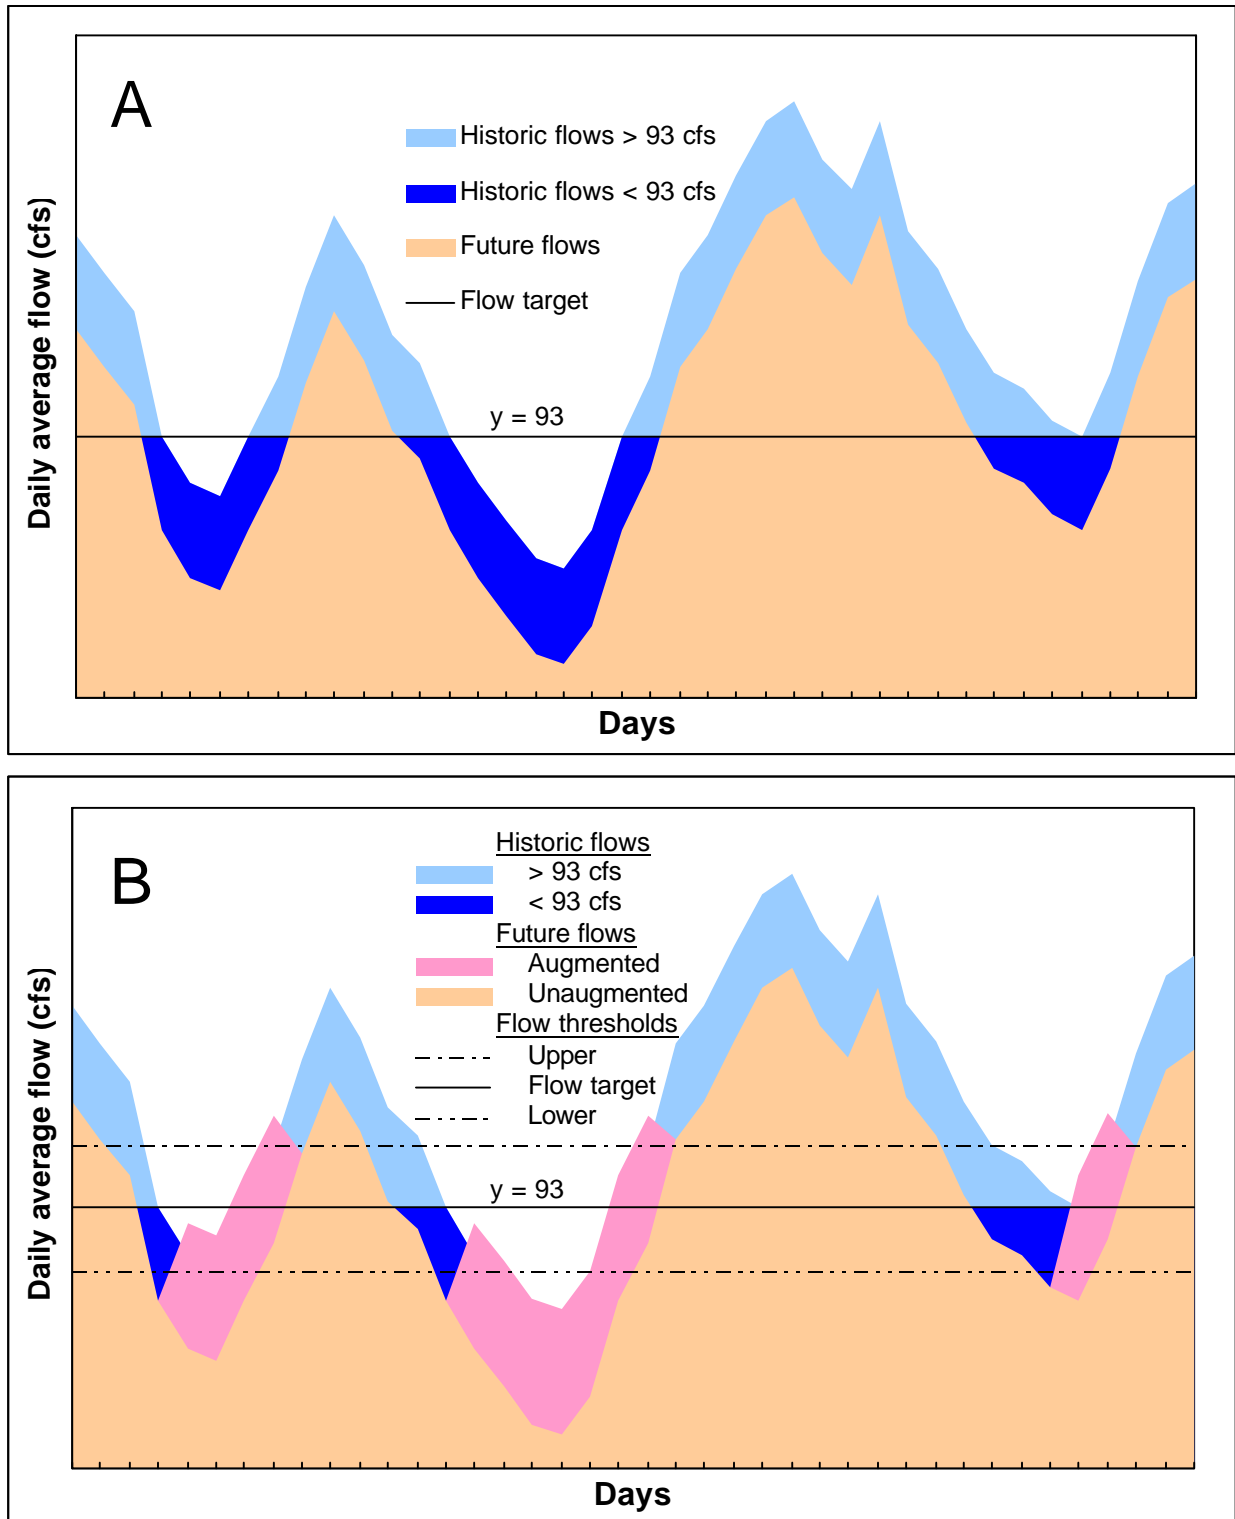 A
Historic flows > 93 cfs
Historic flows < 93 cfs
Future flows
Flow target
y = 93
Daily average flow (cfs)
Days
B
Historic flows
> 93 cfs
< 93 cfs
Future flows
Augmented
Unaugmented
Flow thresholds
Upper
Flow target
Lower
y = 93
Daily average flow (cfs)
Days